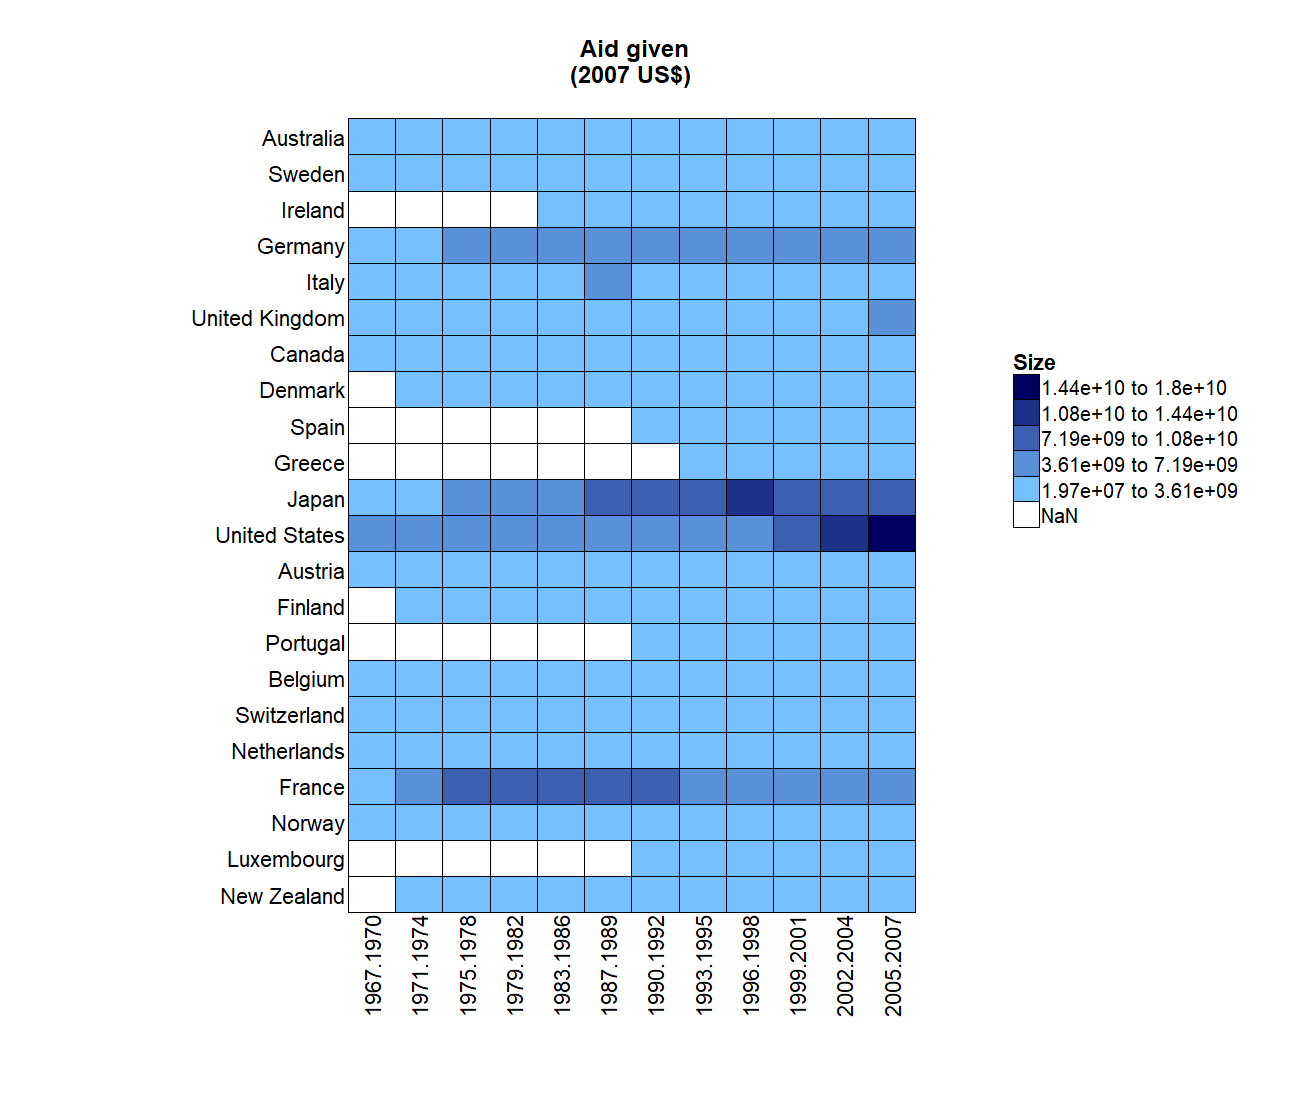 Aid given
(2007 US$)
Australia
Sweden
Ireland
Germany
Italy
United Kingdom
Canada
Denmark
Spain
Greece
Japan
United States
Austria
Finland
Portugal
Belgium
Switzerland
Netherlands
France
Norway
Luxembourg
New Zealand
1967.1970
1971.1974
1975.1978
1979.1982
1983.1986
1987.1989
1990.1992
1993.1995
1996.1998
1999.2001
2002.2004
2005.2007
Size
1.44e+10 to 1.8e+10
1.08e+10 to 1.44e+10
7.19e+09 to 1.08e+10
3.61e+09 to 7.19e+09
1.97e+07 to 3.61e+09
NaN